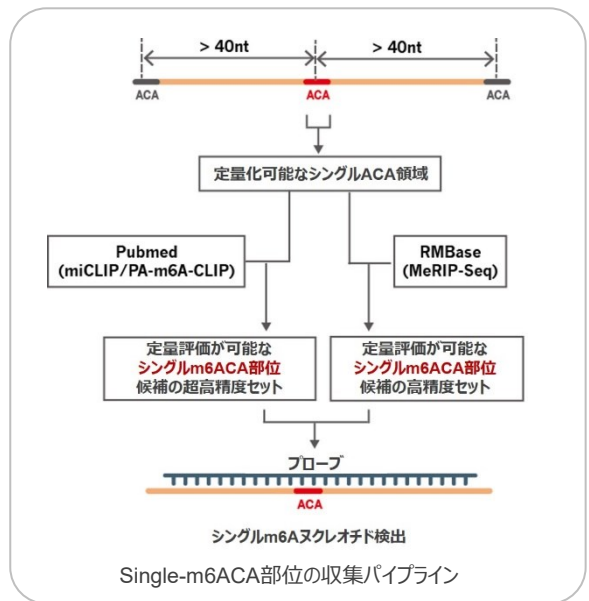 > 40nt > 40nt
ACA ACA ACA
定量化可能なシングルACA領域
Pubmed
(miCLIP/PA-m6A-CLIP)
RMBase
(MeRIP-Seq)
定量評価が可能な
シングルm6ACA部位
候補の超高精度セット
定量評価が可能な
シングルm6ACA部位
候補の高精度セット
プローブ
ACA
シングルm6Aヌクレオチド検出
Single-m6ACA部位の収集パイプライン